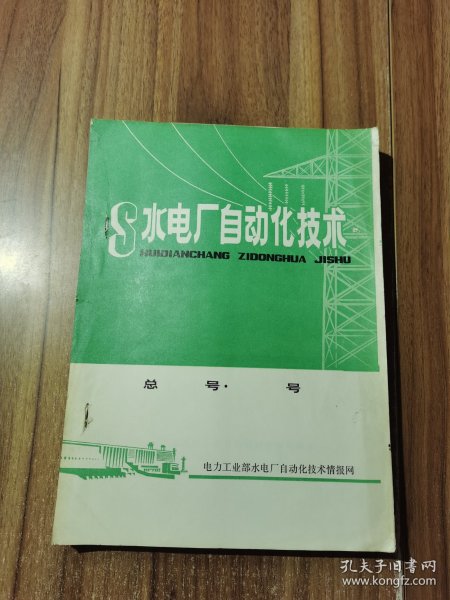 水电厂自动化技术
SHUIDIANCHANG ZIDONGHUA JISHU
总 号· 号
电力工业部水电厂自动化技术情报网
孔夫子旧书网
www.kongfz.com